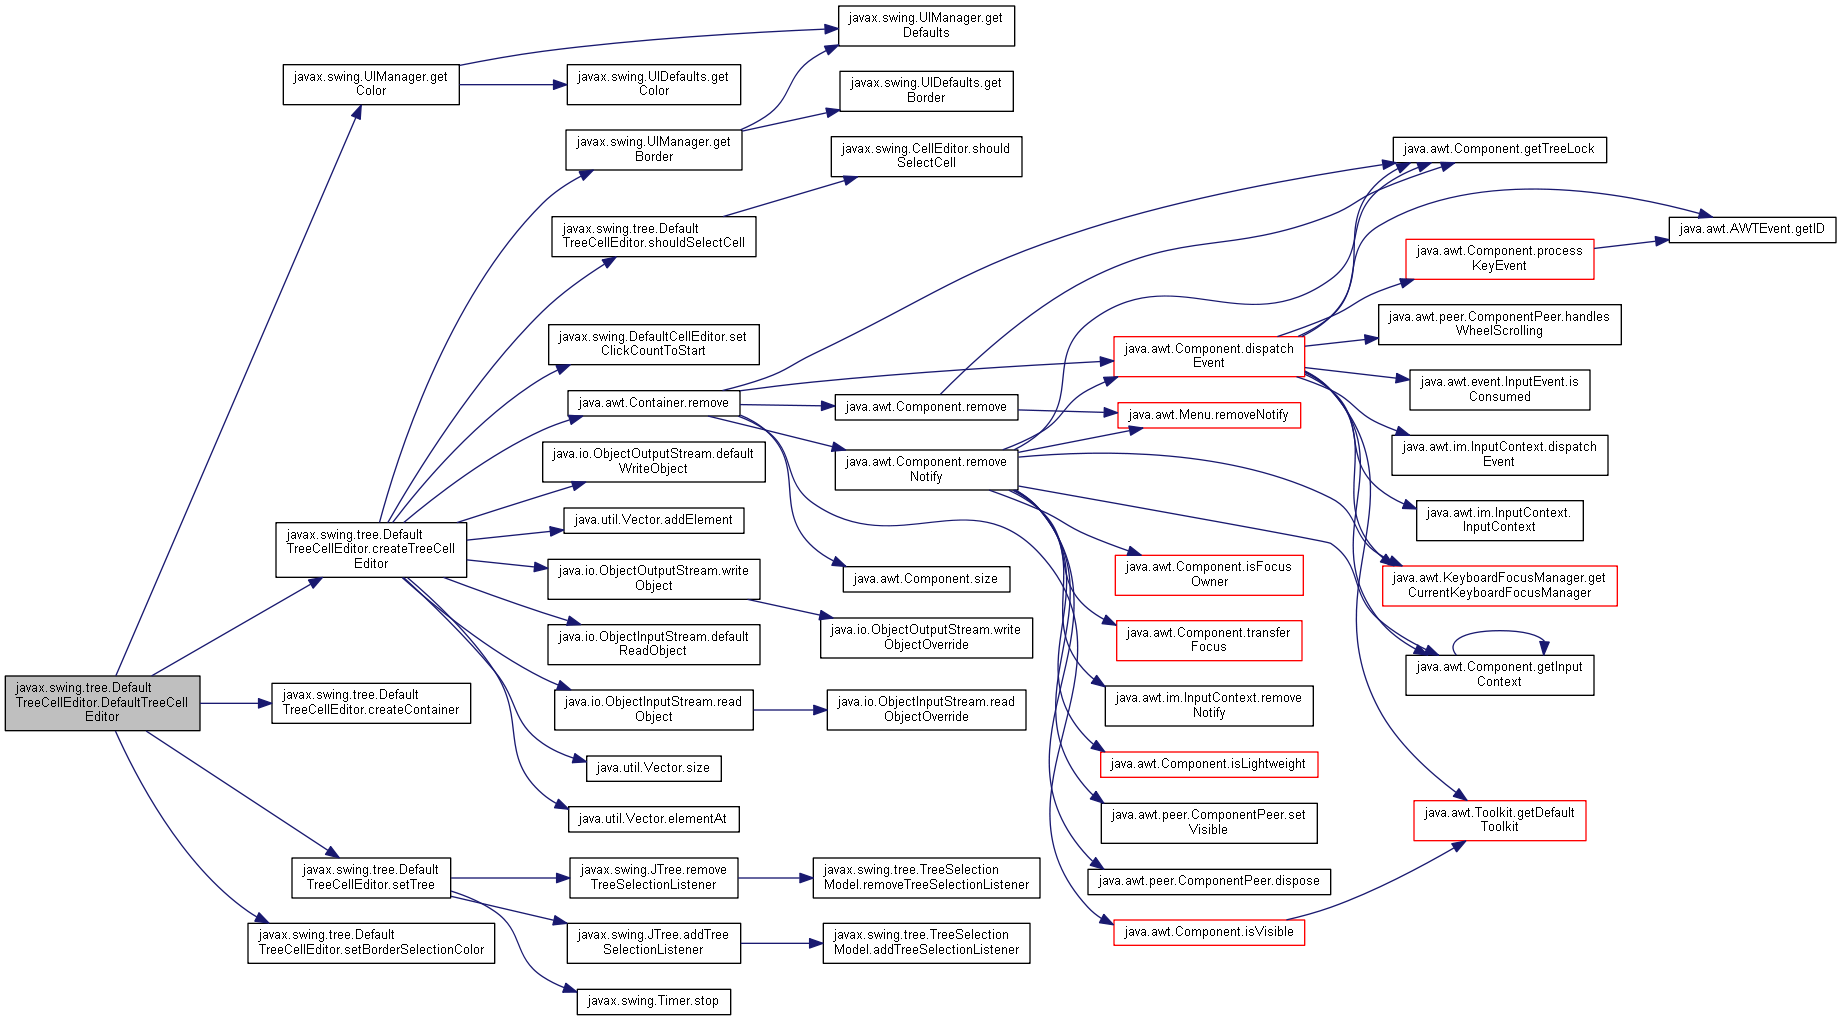 javax.swing.tree.Default
TreeCellEditor.DefaultTreeCell
Editor
javax.swing.UIManager.get
Color
javax.swing.tree.Default
TreeCellEditor.createTreeCell
Editor
javax.swing.tree.Default
TreeCellEditor.createContainer
javax.swing.tree.Default
TreeCellEditor.setTree
javax.swing.tree.Default
TreeCellEditor.setBorderSelectionColor
javax.swing.UIDefaults.get
Color
javax.swing.UIManager.get
Border
javax.swing.tree.Default
TreeCellEditor.shouldSelectCell
javax.swing.DefaultCellEditor.set
ClickCountToStart
java.awt.Container.remove
java.io.ObjectOutputStream.default
WriteObject
java.util.Vector.addElement
java.io.ObjectOutputStream.write
Object
java.io.ObjectInputStream.default
ReadObject
java.io.ObjectInputStream.read
Object
java.util.Vector.size
java.util.Vector.elementAt
javax.swing.JTree.remove
TreeSelectionListener
javax.swing.JTree.addTree
SelectionListener
javax.swing.Timer.stop
javax.swing.UIManager.get
Defaults
javax.swing.UIDefaults.get
Border
javax.swing.CellEditor.should
SelectCell
java.awt.Component.remove
java.awt.Component.remove
Notify
java.awt.Component.size
java.io.ObjectOutputStream.write
ObjectOverride
java.io.ObjectInputStream.read
ObjectOverride
javax.swing.tree.TreeSelection
Model.removeTreeSelectionListener
javax.swing.tree.TreeSelection
Model.addTreeSelectionListener
java.awt.Component.dispatch
Event
java.awt.Menu.removeNotify
java.awt.Component.isFocus
Owner
java.awt.Component.transfer
Focus
java.awt.im.InputContext.remove
Notify
java.awt.Component.isLightweight
java.awt.peer.ComponentPeer.set
Visible
java.awt.peer.ComponentPeer.dispose
java.awt.Component.isVisible
java.awt.Component.getTreeLock
java.awt.Component.process
KeyEvent
java.awt.peer.ComponentPeer.handles
WheelScrolling
java.awt.event.InputEvent.is
Consumed
java.awt.im.InputContext.dispatch
Event
java.awt.im.InputContext.
InputContext
java.awt.KeyboardFocusManager.get
CurrentKeyboardFocusManager
java.awt.Component.getInput
Context
java.awt.Toolkit.getDefault
Toolkit
java.awt.AWTEvent.getID